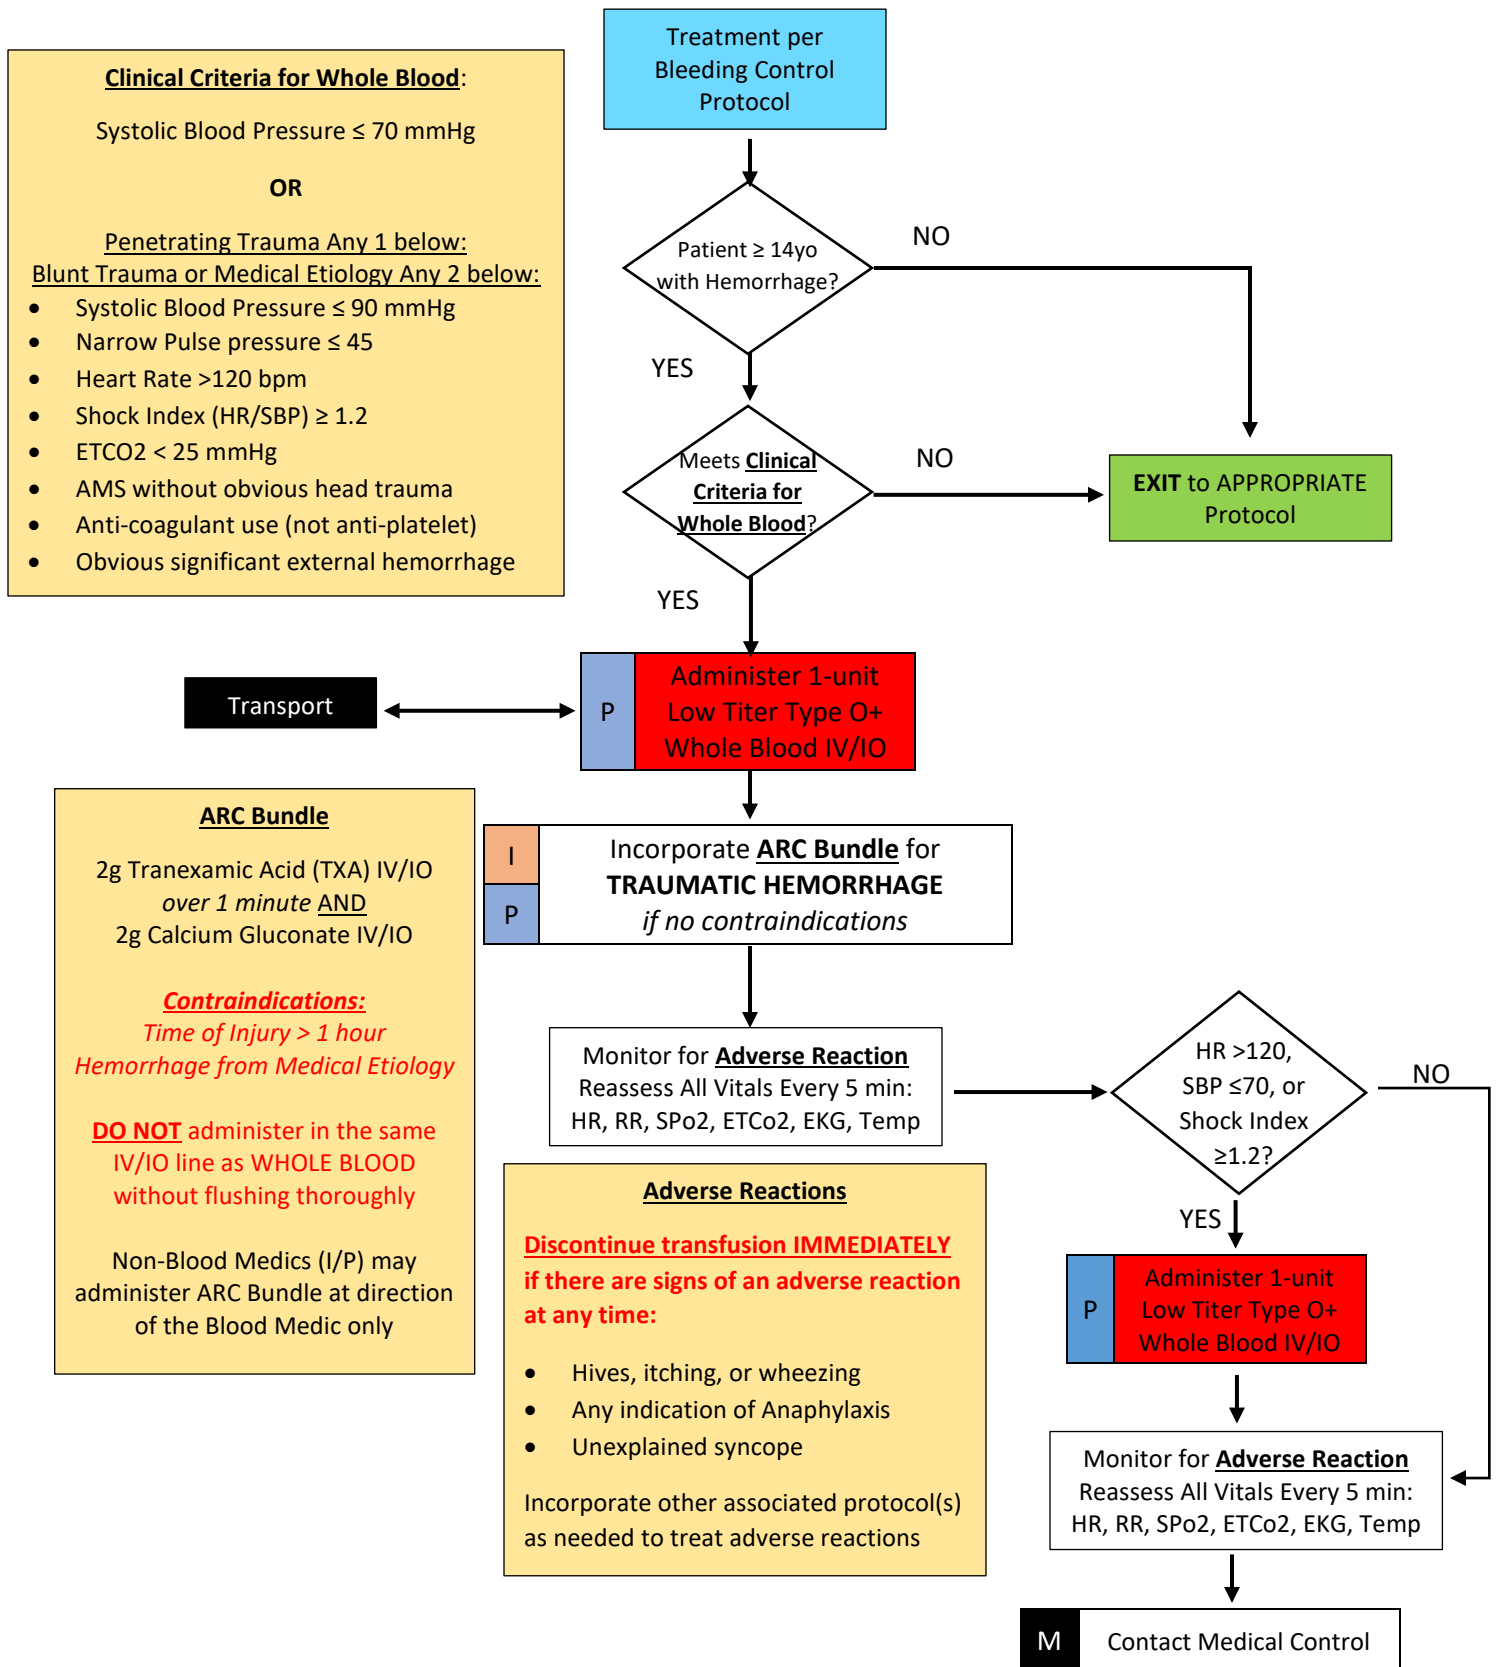 Treatment per
Bleeding Control
Protocol
Clinical Criteria for Whole Blood:
Systolic Blood Pressure ≤ 70 mmHg
OR
Penetrating Trauma Any 1 below:
Blunt Trauma or Medical Etiology Any 2 below:
• Systolic Blood Pressure ≤ 90 mmHg
• Narrow Pulse pressure ≤ 45
• Heart Rate >120 bpm
• Shock Index (HR/SBP) ≥ 1.2
• ETCO2 < 25 mmHg
• AMS without obvious head trauma
• Anti-coagulant use (not anti-platelet)
• Obvious significant external hemorrhage
Patient ≥ 14yo
with Hemorrhage?
NO
YES
Meets Clinical
Criteria for
Whole Blood?
NO
EXIT to APPROPRIATE
Protocol
YES
Transport
P
Administer 1-unit
Low Titer Type O+
Whole Blood IV/IO
ARC Bundle
2g Tranexamic Acid (TXA) IV/IO
over 1 minute AND
2g Calcium Gluconate IV/IO
Contraindications:
Time of Injury > 1 hour
Hemorrhage from Medical Etiology
DO NOT administer in the same
IV/IO line as WHOLE BLOOD
without flushing thoroughly
Non-Blood Medics (I/P) may
administer ARC Bundle at direction
of the Blood Medic only
I
P
Incorporate ARC Bundle for
TRAUMATIC HEMORRHAGE
if no contraindications
Monitor for Adverse Reaction
Reassess All Vitals Every 5 min:
HR, RR, SPo2, ETCo2, EKG, Temp
Adverse Reactions
Discontinue transfusion IMMEDIATELY
if there are signs of an adverse reaction
at any time:
• Hives, itching, or wheezing
• Any indication of Anaphylaxis
• Unexplained syncope
Incorporate other associated protocol(s)
as needed to treat adverse reactions
HR >120,
SBP ≤70, or
Shock Index
≥1.2?
NO
YES
P
Administer 1-unit
Low Titer Type O+
Whole Blood IV/IO
Monitor for Adverse Reaction
Reassess All Vitals Every 5 min:
HR, RR, SPo2, ETCo2, EKG, Temp
M
Contact Medical Control